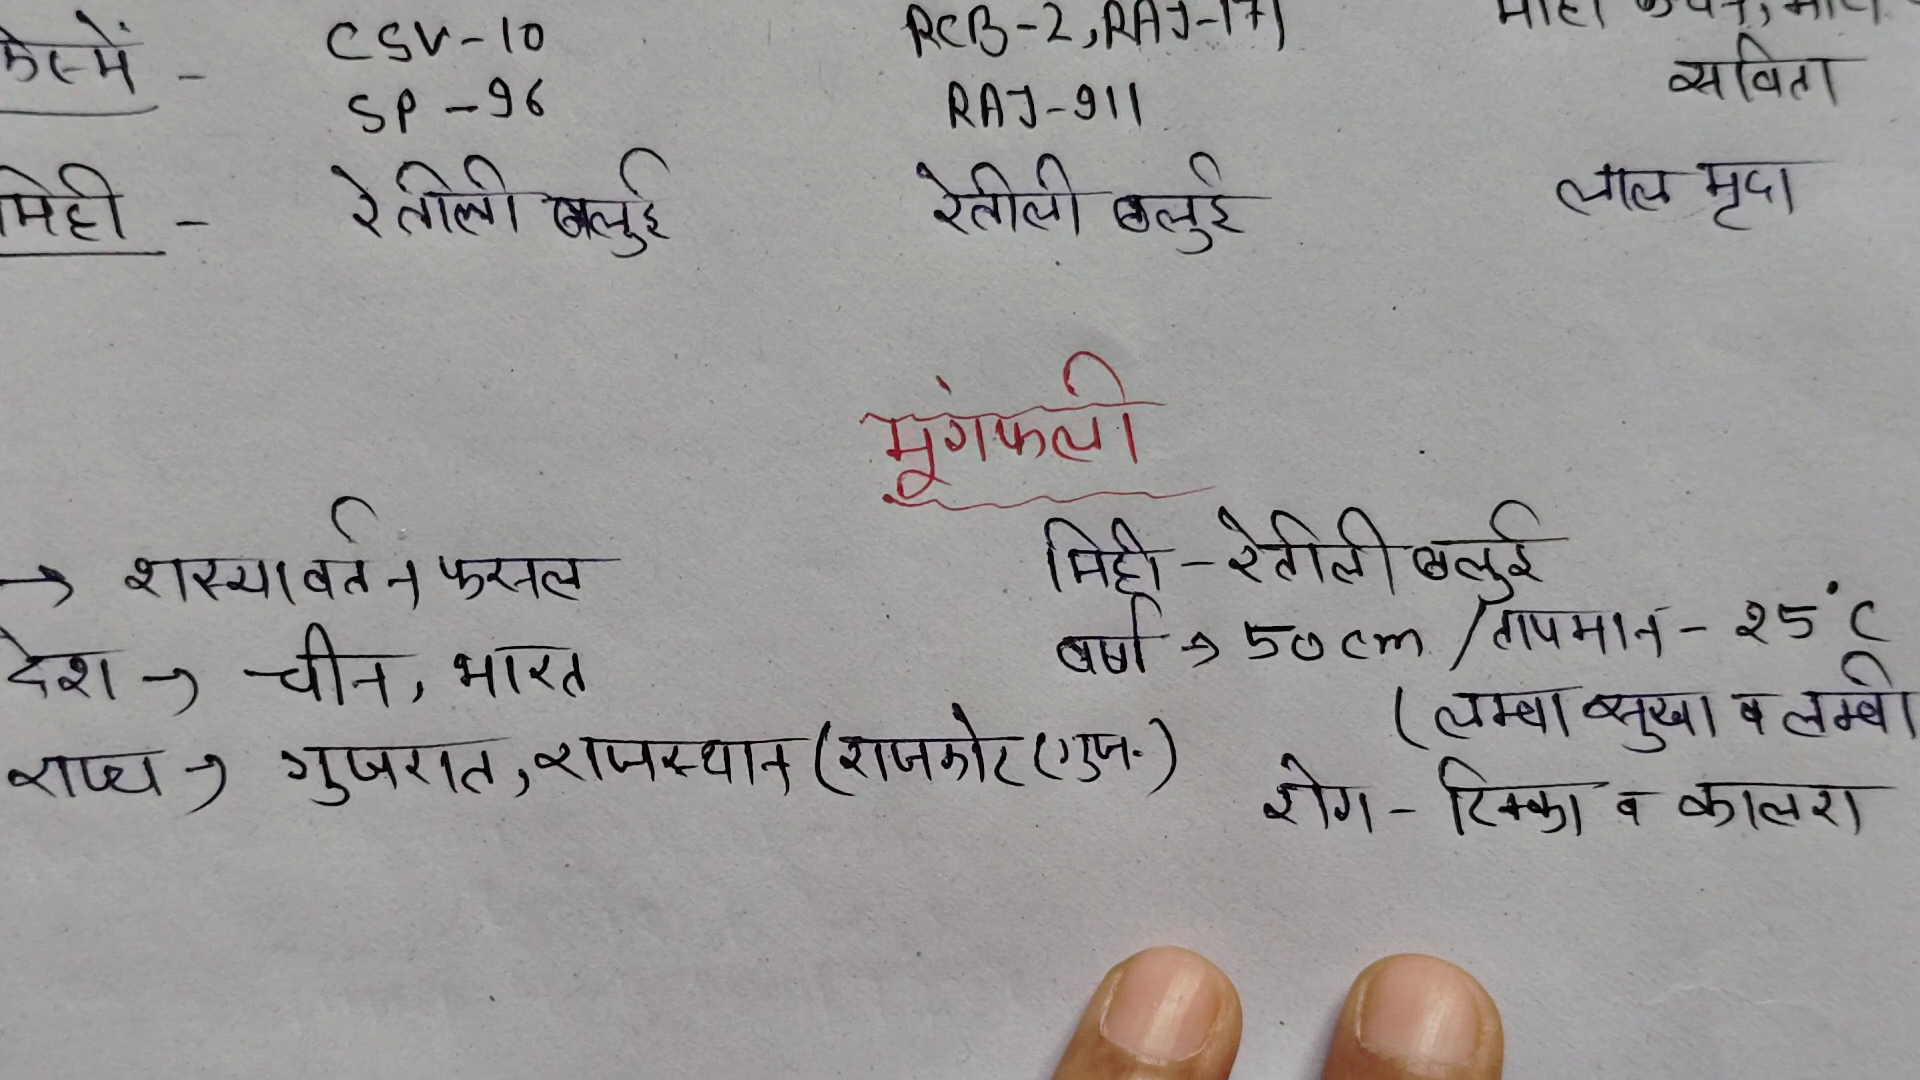 किस्में - CSV-10 RCB-2, RAJ-171 माही कंचन,
SP-96 RAJ-911 सविता
मिट्टी - रेतीली बलुई रेतीली बलुई लाल मृदा
मूंगफली
→ शस्यावर्तन फसल
देश → चीन, भारत
राज्य → गुजरात, राजस्थान (राजकोट (गुज.)
मिट्टी - रेतीली बलुई
वर्षा → 50 cm / तापमान - 25°C
(लम्बा सुखा व लम्बी
रोग - टिक्का व कालरा